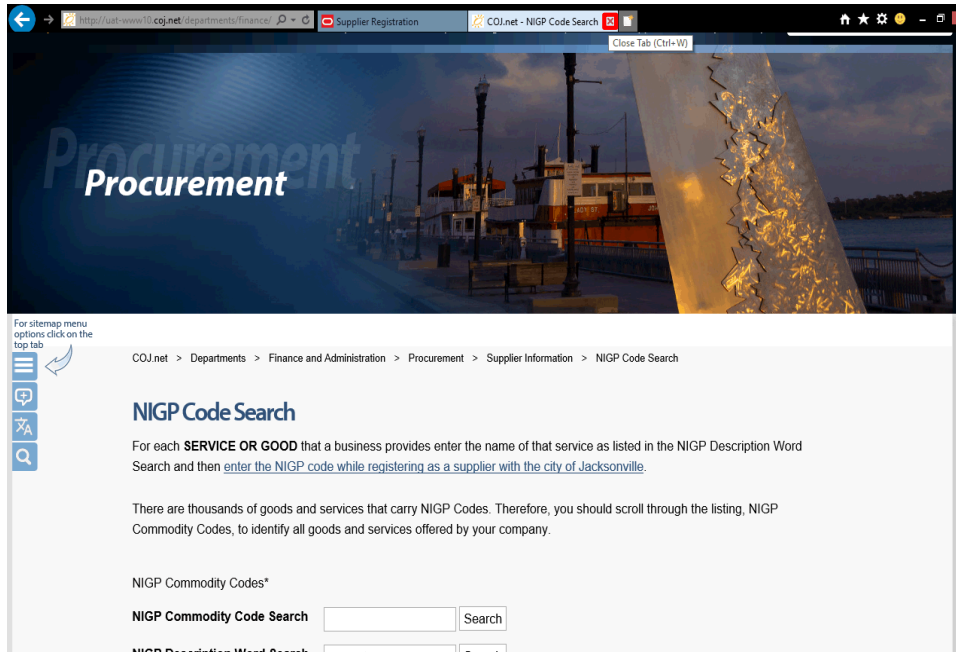 http://uat-www10.coj.net/departments/finance/
Supplier Registration
COJ.net - NIGP Code Search
Close Tab (Ctrl+W)
Procurement
Procurement
For sitemap menu
options click on the
top tab
COJ.net > Departments > Finance and Administration > Procurement > Supplier Information > NIGP Code Search
NIGP Code Search
For each SERVICE OR GOOD that a business provides enter the name of that service as listed in the NIGP Description Word
Search and then enter the NIGP code while registering as a supplier with the city of Jacksonville.
There are thousands of goods and services that carry NIGP Codes. Therefore, you should scroll through the listing, NIGP
Commodity Codes, to identify all goods and services offered by your company.
NIGP Commodity Codes*
NIGP Commodity Code Search Search
NIGP Description Word Search Search